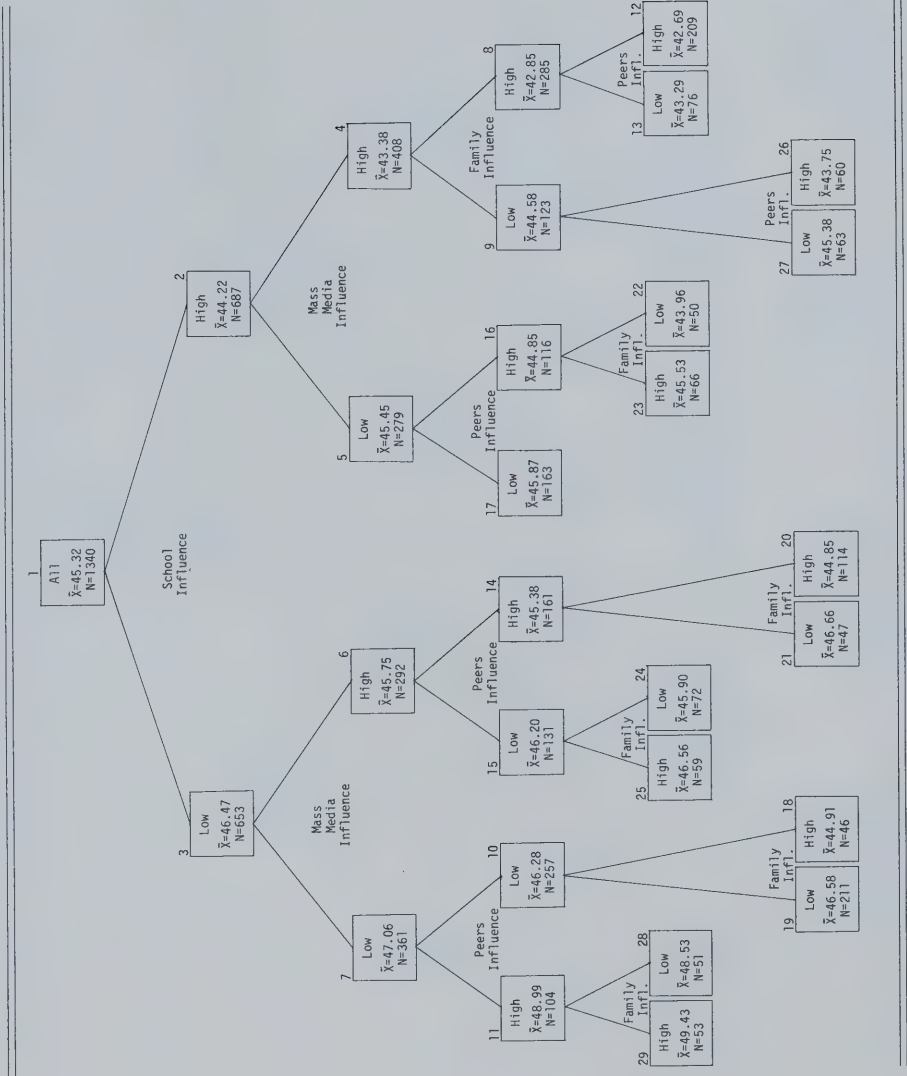 1
All
X̄=45.32
N=1340
School
Influence
3
Low
X̄=46.47
N=653
2
High
X̄=44.22
N=687
Mass
Media
Influence
Mass
Media
Influence
7
Low
X̄=47.06
N=361
6
High
X̄=45.75
N=292
5
Low
X̄=45.45
N=279
4
High
X̄=43.38
N=408
Peers
Influence
Peers
Influence
Peers
Influence
Family
Influence
11
High
X̄=48.99
N=104
10
Low
X̄=46.28
N=257
15
Low
X̄=46.20
N=131
14
High
X̄=45.38
N=161
17
Low
X̄=45.87
N=163
16
High
X̄=44.85
N=116
9
Low
X̄=44.58
N=123
8
High
X̄=42.85
N=285
Family
Infl.
29
High
X̄=49.43
N=53
28
Low
X̄=48.53
N=51
Family
Infl.
19
Low
X̄=46.58
N=211
18
High
X̄=44.91
N=46
Family
Infl.
25
High
X̄=46.56
N=59
24
Low
X̄=45.90
N=72
Family
Infl.
21
Low
X̄=46.66
N=47
20
High
X̄=44.85
N=114
Family
Infl.
23
High
X̄=45.53
N=66
22
Low
X̄=43.96
N=50
Peers
Infl.
27
Low
X̄=45.38
N=63
26
High
X̄=43.75
N=60
Peers
Infl.
13
Low
X̄=43.29
N=76
12
High
X̄=42.69
N=209